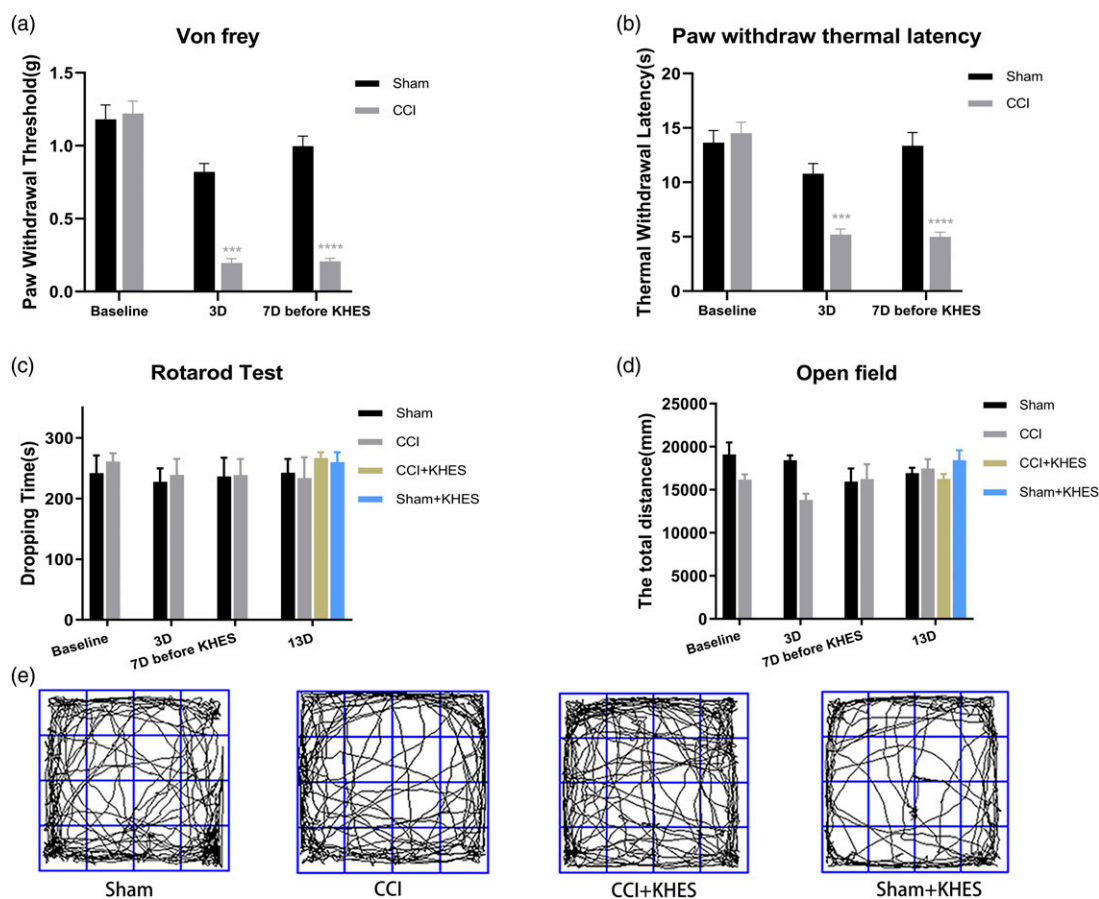 (a)
Von frey
Paw Withdrawal Threshold(g)
1.5
1.0
0.5
0.0
Sham
CCI
***
****
Baseline
3D
7D before KHES
(b)
Paw withdraw thermal latency
Thermal Withdrawal Latency(s)
20
15
10
5
0
Sham
CCI
***
****
Baseline
3D
7D before KHES
(c)
Rotarod Test
Dropping Time(s)
300
200
100
0
Sham
CCI
CCI+KHES
Sham+KHES
Baseline
3D
7D before KHES
13D
(d)
Open field
The total distance(mm)
25000
20000
15000
10000
5000
0
Sham
CCI
CCI+KHES
Sham+KHES
Baseline
3D
7D before KHES
13D
(e)
Sham
CCI
CCI+KHES
Sham+KHES